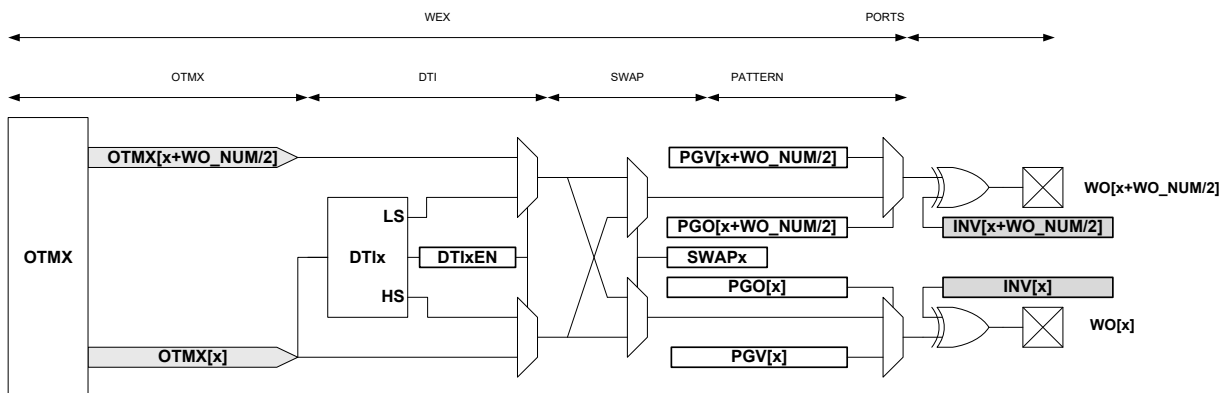 WEX PORTS
OTMX DTI SWAP PATTERN
OTMX[x+WO_NUM/2] PGV[x+WO_NUM/2]
WO[x+WO_NUM/2]
LS PGO[x+WO_NUM/2] INV[x+WO_NUM/2]
OTMX DTIx DTIxEN SWAPx
HS PGO[x] INV[x]
WO[x]
OTMX[x] PGV[x]